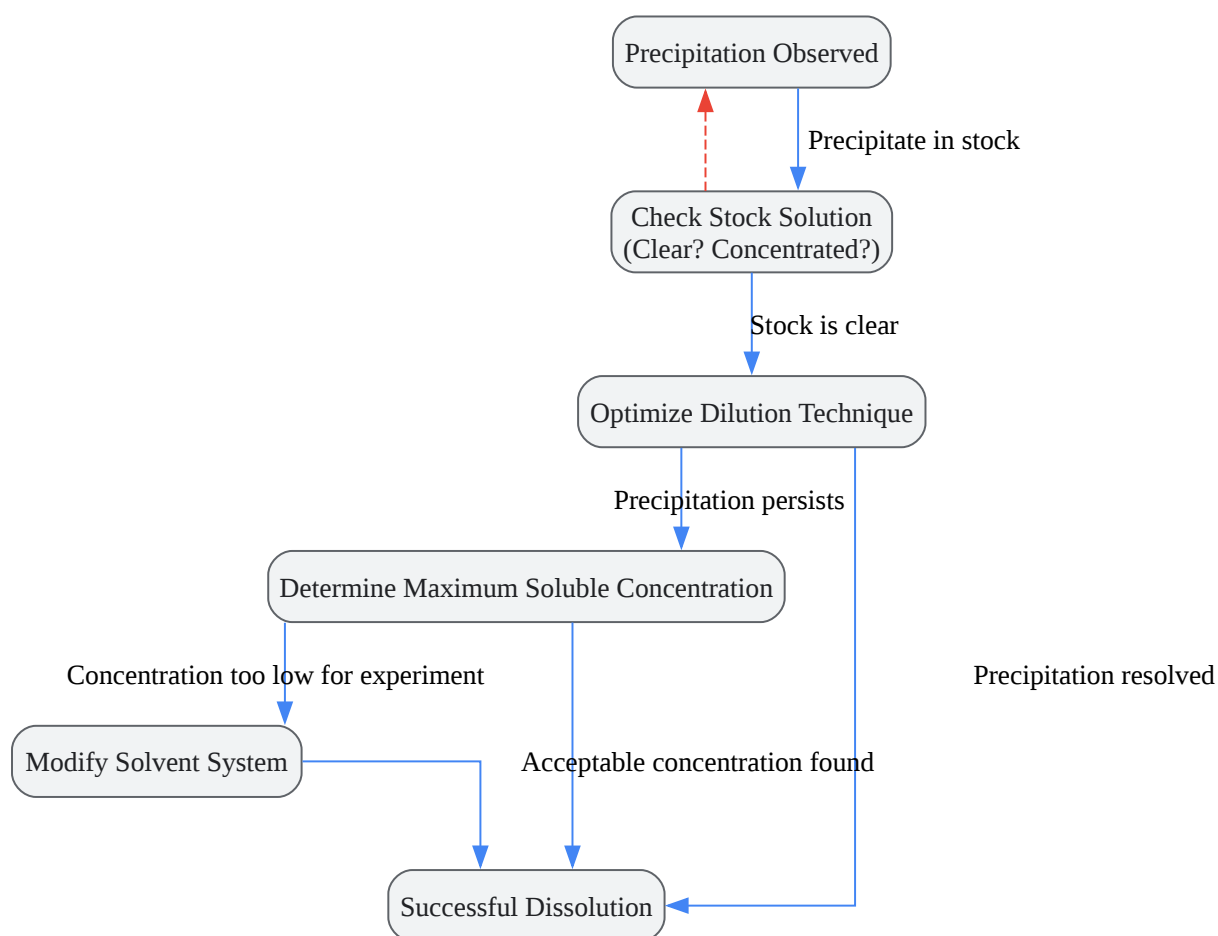 Precipitation Observed
Precipitate in stock
Check Stock Solution
(Clear? Concentrated?)
Stock is clear
Optimize Dilution Technique
Precipitation persists
Determine Maximum Soluble Concentration
Concentration too low for experiment
Precipitation resolved
Modify Solvent System
Acceptable concentration found
Successful Dissolution